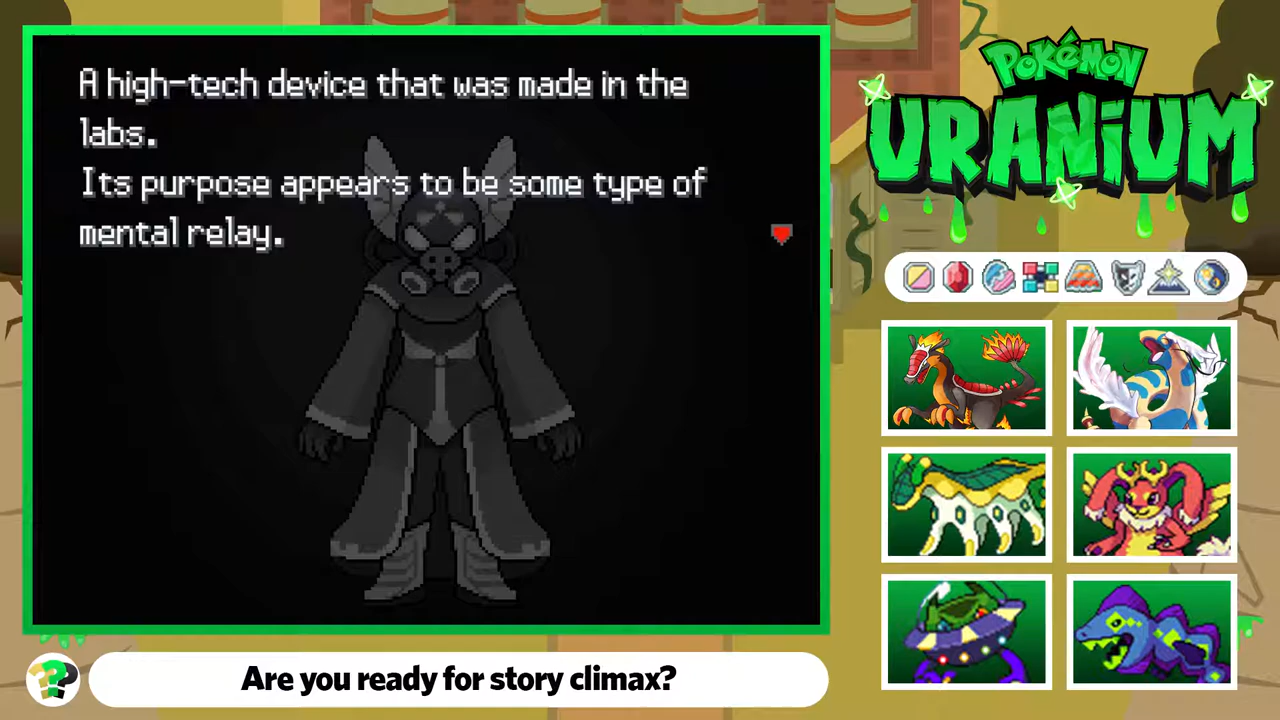 A high-tech device that was made in the
labs.
Its purpose appears to be some type of
mental relay.
POKéMON
URANiUM
Are you ready for story climax?